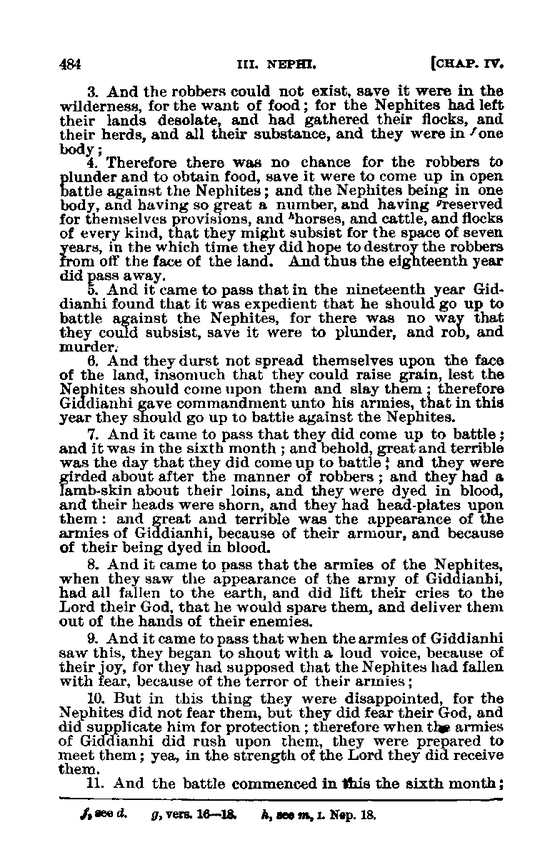 484 III. NEPHI. [CHAP. IV.
3. And the robbers could not exist, save it were in the
wilderness, for the want of food; for the Nephites had left
their lands desolate, and had gathered their flocks, and
their herds, and all their substance, and they were in f one
body;
4. Therefore there was no chance for the robbers to
plunder and to obtain food, save it were to come up in open
battle against the Nephites; and the Nephites being in one
body, and having so great a number, and having g reserved
for themselves provisions, and h horses, and cattle, and flocks
of every kind, that they might subsist for the space of seven
years, in the which time they did hope to destroy the robbers
from off the face of the land. And thus the eighteenth year
did pass away.
5. And it came to pass that in the nineteenth year Gid-
dianhi found that it was expedient that he should go up to
battle against the Nephites, for there was no way that
they could subsist, save it were to plunder, and rob, and
murder.
6. And they durst not spread themselves upon the face
of the land, insomuch that they could raise grain, lest the
Nephites should come upon them and slay them; therefore
Giddianhi gave commandment unto his armies, that in this
year they should go up to battle against the Nephites.
7. And it came to pass that they did come up to battle;
and it was in the sixth month; and behold, great and terrible
was the day that they did come up to battle; and they were
girded about after the manner of robbers; and they had a
lamb-skin about their loins, and they were dyed in blood,
and their heads were shorn, and they had head-plates upon
them: and great and terrible was the appearance of the
armies of Giddianhi, because of their armour, and because
of their being dyed in blood.
8. And it came to pass that the armies of the Nephites,
when they saw the appearance of the army of Giddianhi,
had all fallen to the earth, and did lift their cries to the
Lord their God, that he would spare them, and deliver them
out of the hands of their enemies.
9. And it came to pass that when the armies of Giddianhi
saw this, they began to shout with a loud voice, because of
their joy, for they had supposed that the Nephites had fallen
with fear, because of the terror of their armies;
10. But in this thing they were disappointed, for the
Nephites did not fear them, but they did fear their God, and
did supplicate him for protection; therefore when the armies
of Giddianhi did rush upon them, they were prepared to
meet them; yea, in the strength of the Lord they did receive
them.
11. And the battle commenced in this the sixth month;
f, see d. g, vers. 16—18. h, see m, I. Nep. 18.